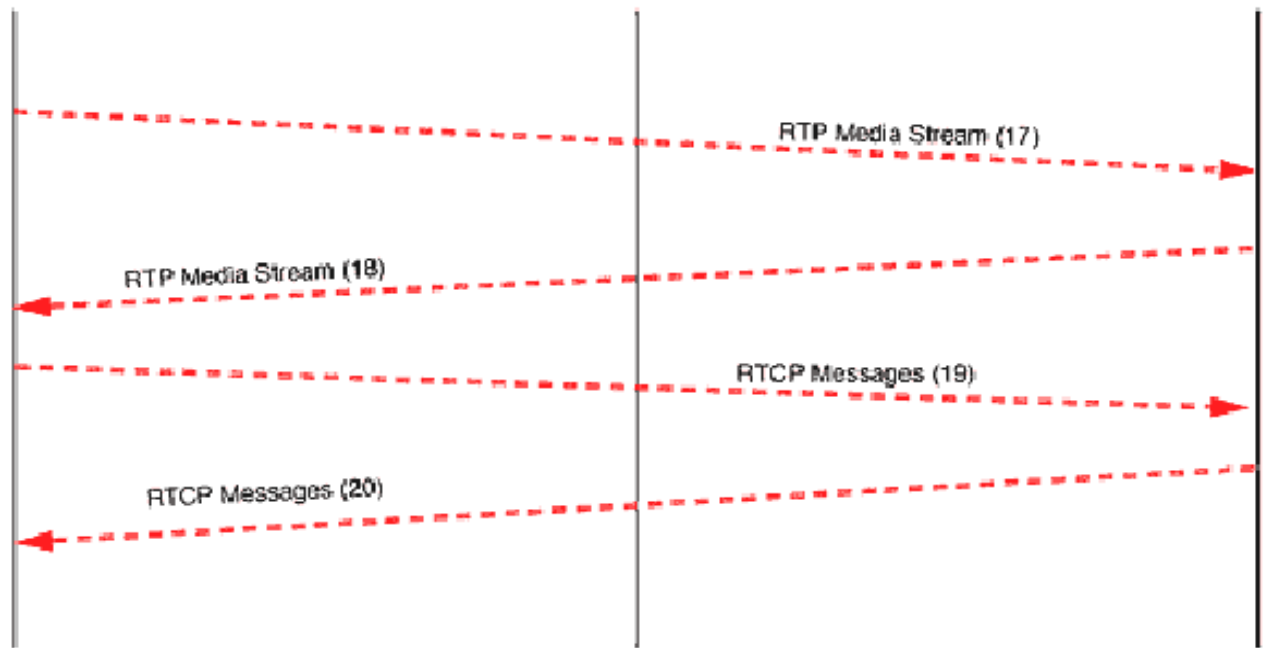 RTP Media Stream (17)
RTP Media Stream (18)
RTCP Messages (19)
RTCP Messages (20)